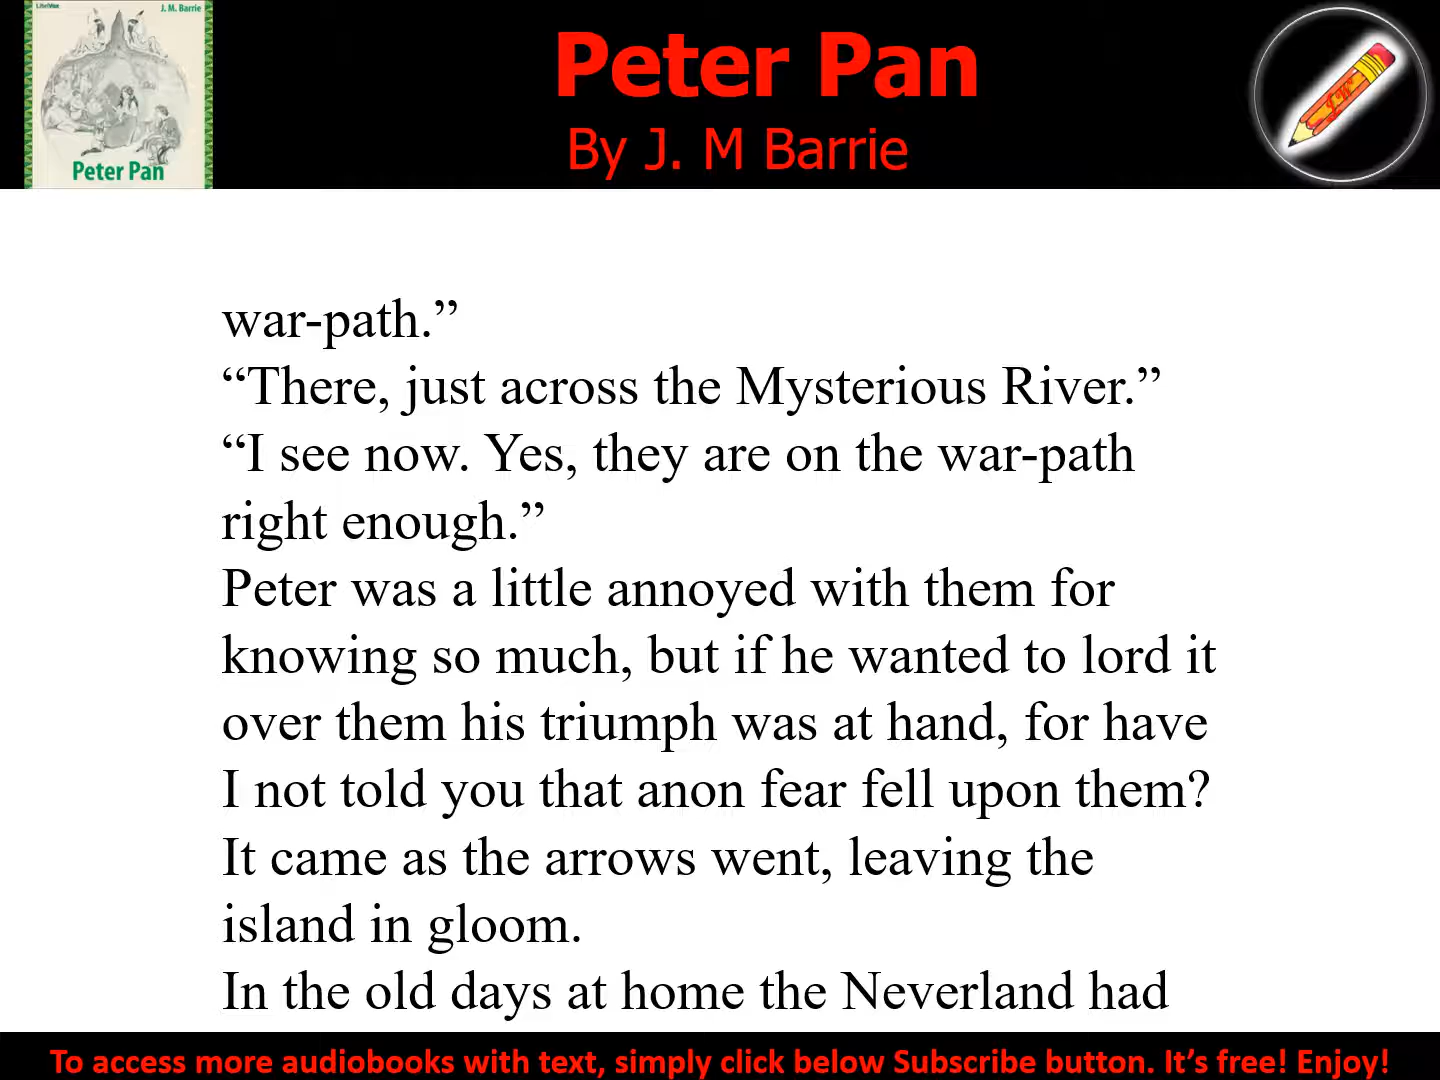 LibriVox
J. M. Barrie
Peter Pan
Peter Pan
By J. M Barrie
war-path.”
“There, just across the Mysterious River.”
“I see now. Yes, they are on the war-path
right enough.”
Peter was a little annoyed with them for
knowing so much, but if he wanted to lord it
over them his triumph was at hand, for have
I not told you that anon fear fell upon them?
It came as the arrows went, leaving the
island in gloom.
In the old days at home the Neverland had
To access more audiobooks with text, simply click below Subscribe button. It’s free! Enjoy!